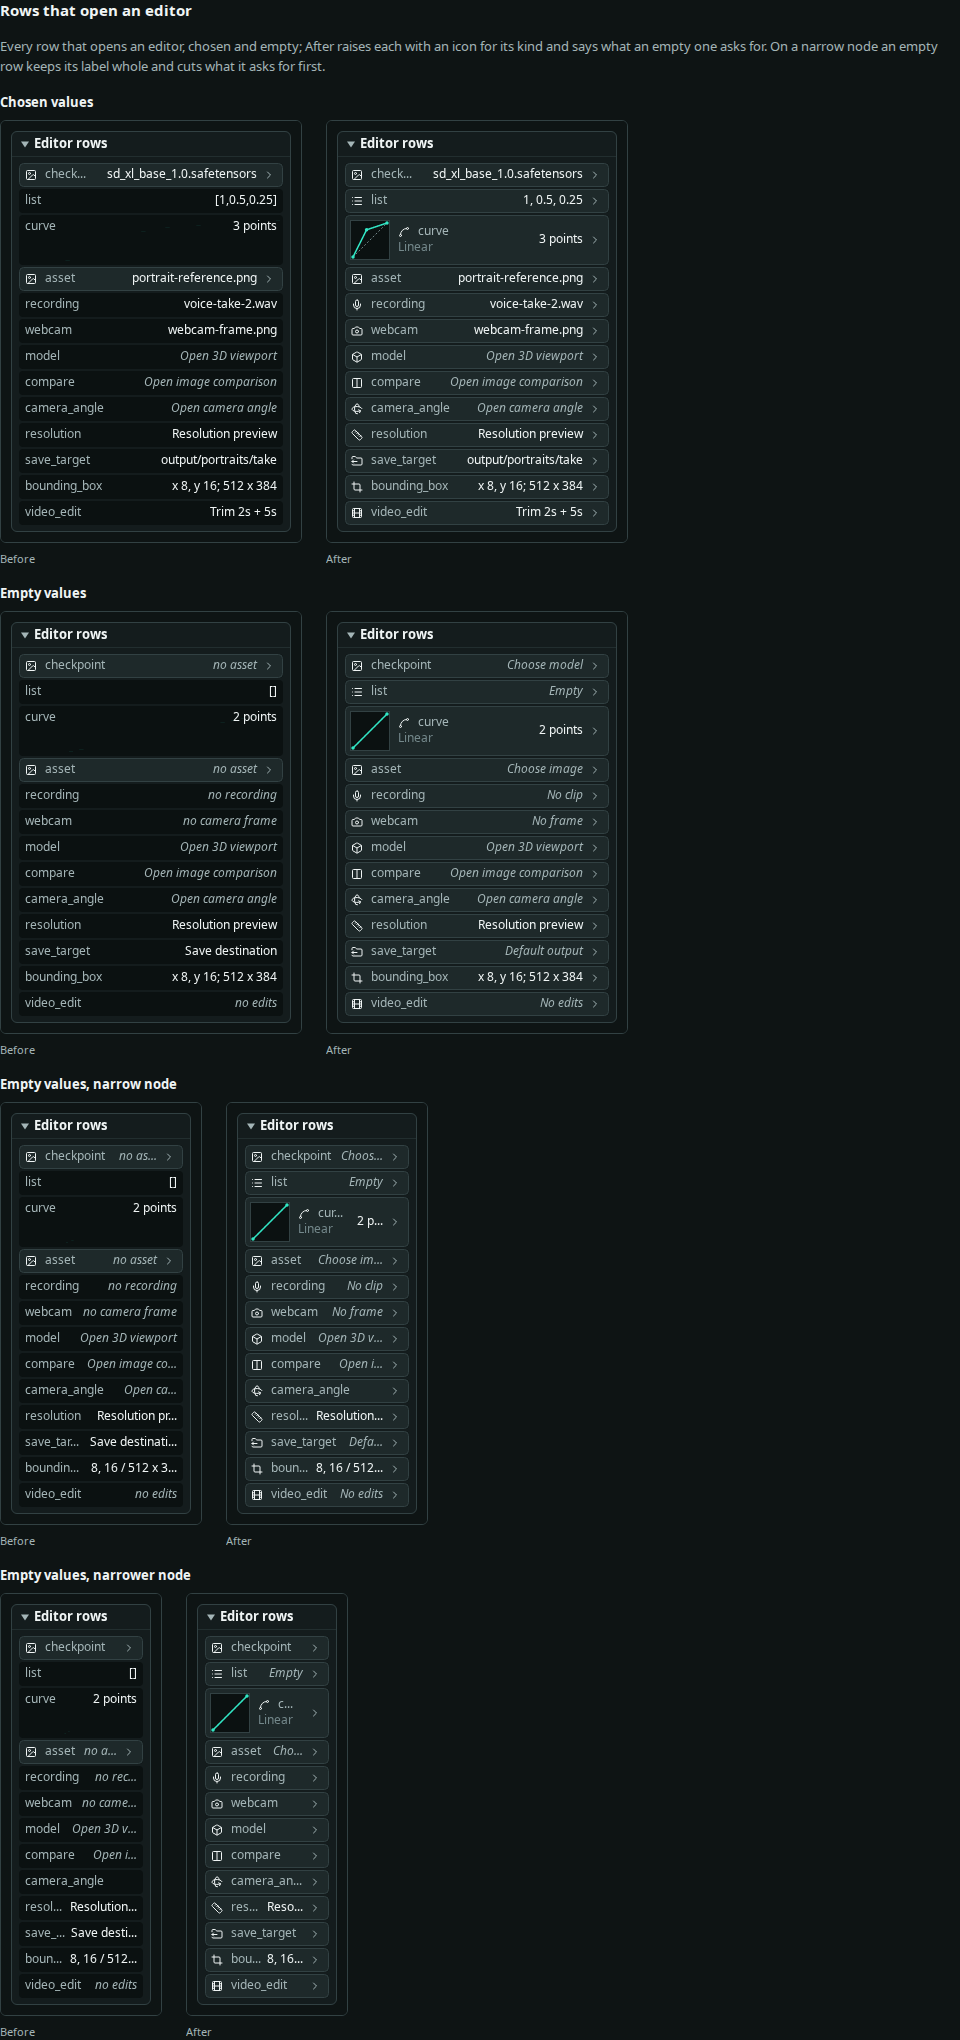 Rows that open an editor
Every row that opens an editor, chosen and empty; After raises each with an icon for its kind and says what an empty one asks for. On a narrow node an empty
row keeps its label whole and cuts what it asks for first.
Chosen values
Editor rows
check... sd_xl_base_1.0.safetensors
list [1,0.5,0.25]
curve 3 points
asset portrait-reference.png
recording voice-take-2.wav
webcam webcam-frame.png
model Open 3D viewport
compare Open image comparison
camera_angle Open camera angle
resolution Resolution preview
save_target output/portraits/take
bounding_box x 8, y 16; 512 x 384
video_edit Trim 2s + 5s
Before
Editor rows
check... sd_xl_base_1.0.safetensors
list 1, 0.5, 0.25
curve 3 points
Linear
asset portrait-reference.png
recording voice-take-2.wav
webcam webcam-frame.png
model Open 3D viewport
compare Open image comparison
camera_angle Open camera angle
resolution Resolution preview
save_target output/portraits/take
bounding_box x 8, y 16; 512 x 384
video_edit Trim 2s + 5s
After
Empty values
Editor rows
checkpoint no asset
list []
curve 2 points
asset no asset
recording no recording
webcam no camera frame
model Open 3D viewport
compare Open image comparison
camera_angle Open camera angle
resolution Resolution preview
save_target Save destination
bounding_box x 8, y 16; 512 x 384
video_edit no edits
Before
Editor rows
checkpoint Choose model
list Empty
curve 2 points
Linear
asset Choose image
recording No clip
webcam No frame
model Open 3D viewport
compare Open image comparison
camera_angle Open camera angle
resolution Resolution preview
save_target Default output
bounding_box x 8, y 16; 512 x 384
video_edit No edits
After
Empty values, narrow node
Editor rows
checkpoint no as...
list []
curve 2 points
asset no asset
recording no recording
webcam no camera frame
model Open 3D viewport
compare Open image co...
camera_angle Open ca...
resolution Resolution pr...
save_tar... Save destinati...
boundin... 8, 16 / 512 x 3...
video_edit no edits
Before
Editor rows
checkpoint Choos...
list Empty
cur... 2 p...
Linear
asset Choose im...
recording No clip
webcam No frame
model Open 3D v...
compare Open i...
camera_angle
resol... Resolution...
save_target Defa...
boun... 8, 16 / 512...
video_edit No edits
After
Empty values, narrower node
Editor rows
checkpoint
list []
curve 2 points
asset no a...
recording no rec...
webcam no came...
model Open 3D v...
compare Open i...
camera_angle
resol... Resolution...
save_... Save desti...
boun... 8, 16 / 512...
video_edit no edits
Before
Editor rows
checkpoint
list Empty
c...
Linear
asset Cho...
recording
webcam
model
compare
camera_an...
res... Reso...
save_target
bou... 8, 16...
video_edit
After